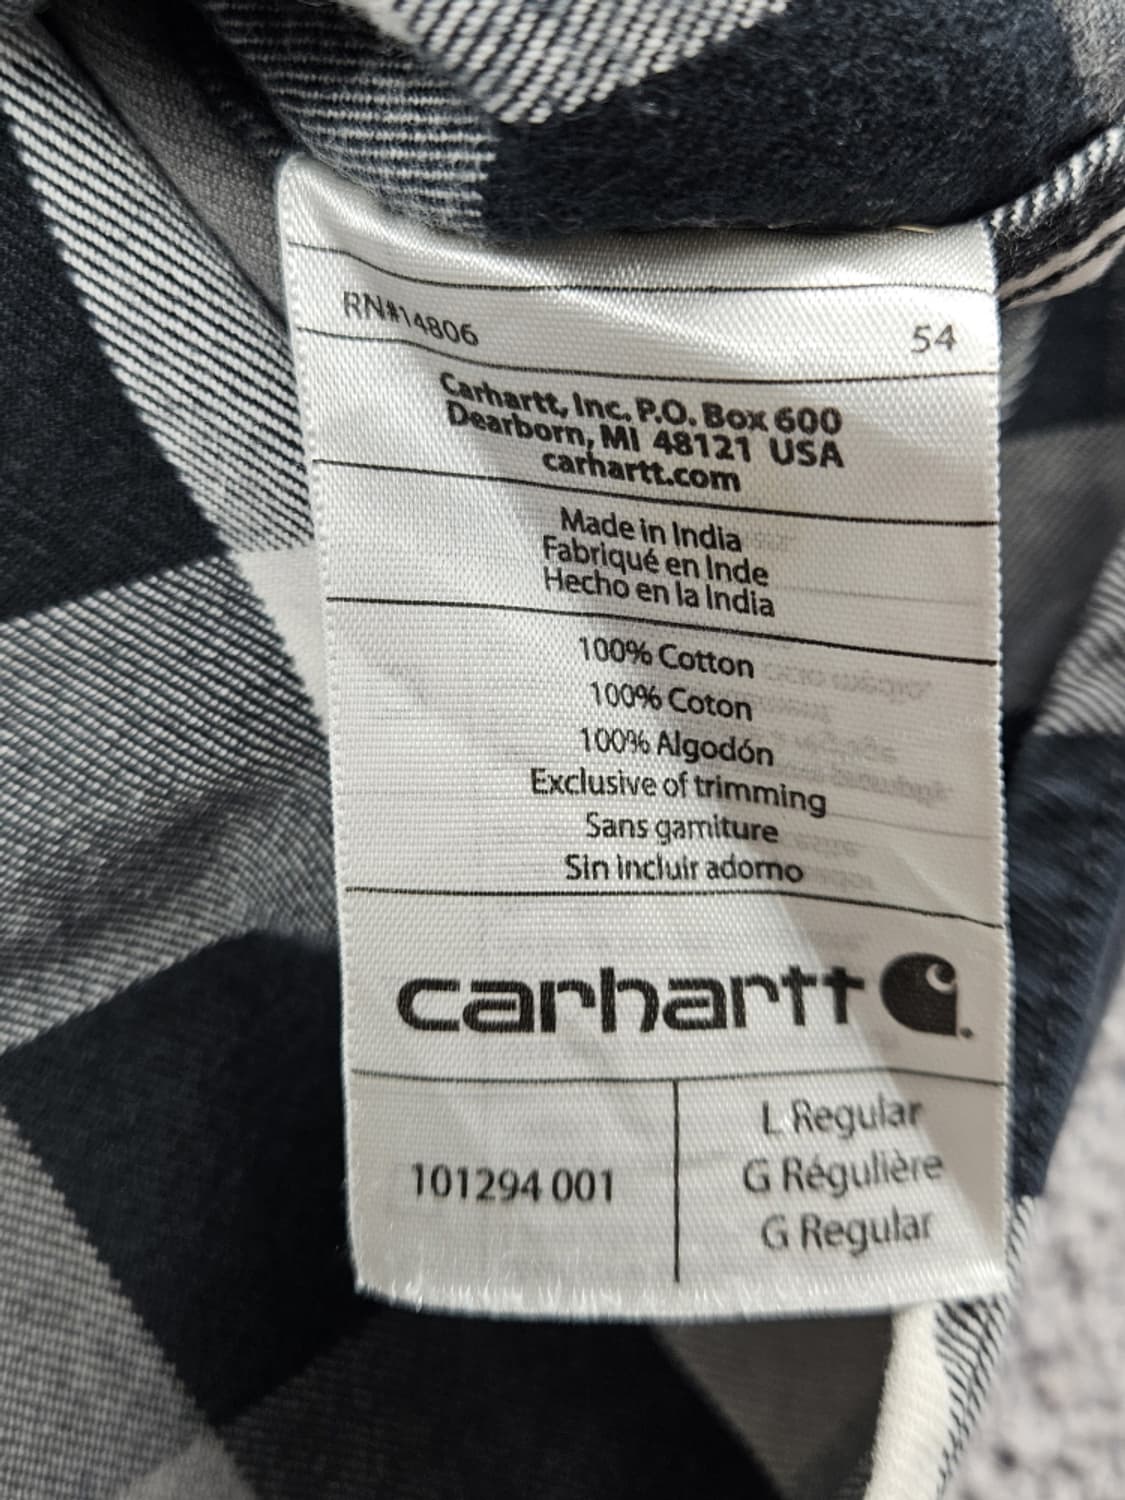 RN#14806
54
Carhartt, Inc. P.O. Box 600
Dearborn, MI 48121 USA
carhartt.com
Made in India
Fabriqué en Inde
Hecho en la India
100% Cotton
100% Coton
100% Algodón
Exclusive of trimming
Sans garniture
Sin incluir adorno
carhartt
101294 001
L Regular
G Régulière
G Regular